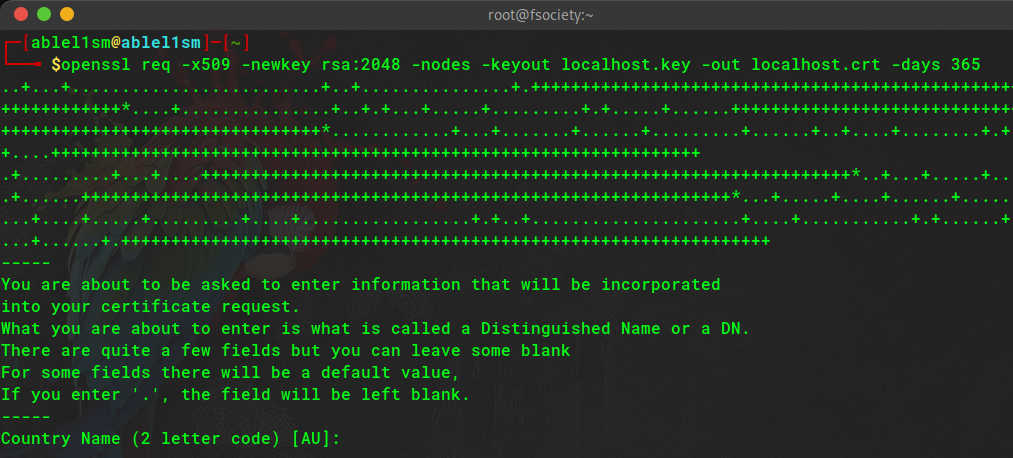 root@fsociety:~
┌─[ablel1sm@ablel1sm]─[~]
└──╼ $openssl req -x509 -newkey rsa:2048 -nodes -keyout localhost.key -out localhost.crt -days 365
..+...+.........................+..+...............+.++++++++++++++++++++++++++++++++++++++++++++++++
++++++++++++*....+...............+..+.+...+.....+.........+.+.....+......++++++++++++++++++++++++++++
++++++++++++++++++++++++++++++++*............+...+.......+......+.........+......+..+....+........+.+
+....+++++++++++++++++++++++++++++++++++++++++++++++++++++++++++++++++
.+.........+...+....+++++++++++++++++++++++++++++++++++++++++++++++++++++++++++++++++*..+...+.....+..
.+......+++++++++++++++++++++++++++++++++++++++++++++++++++++++++++++++++*...+.....+....+......+.....
...+....+.....+.........+....+.................+.+..+...................+....+...........+.+......+
...+......+.+++++++++++++++++++++++++++++++++++++++++++++++++++++++++++++++++
-----
You are about to be asked to enter information that will be incorporated
into your certificate request.
What you are about to enter is what is called a Distinguished Name or a DN.
There are quite a few fields but you can leave some blank
For some fields there will be a default value,
If you enter '.', the field will be left blank.
-----
Country Name (2 letter code) [AU]: